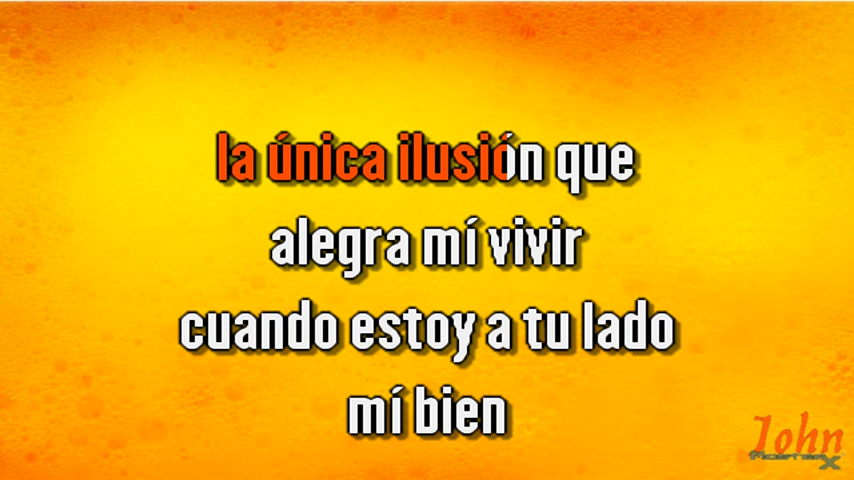 la única ilusión que
alegra mí vivir
cuando estoy a tu lado
mí bien
John